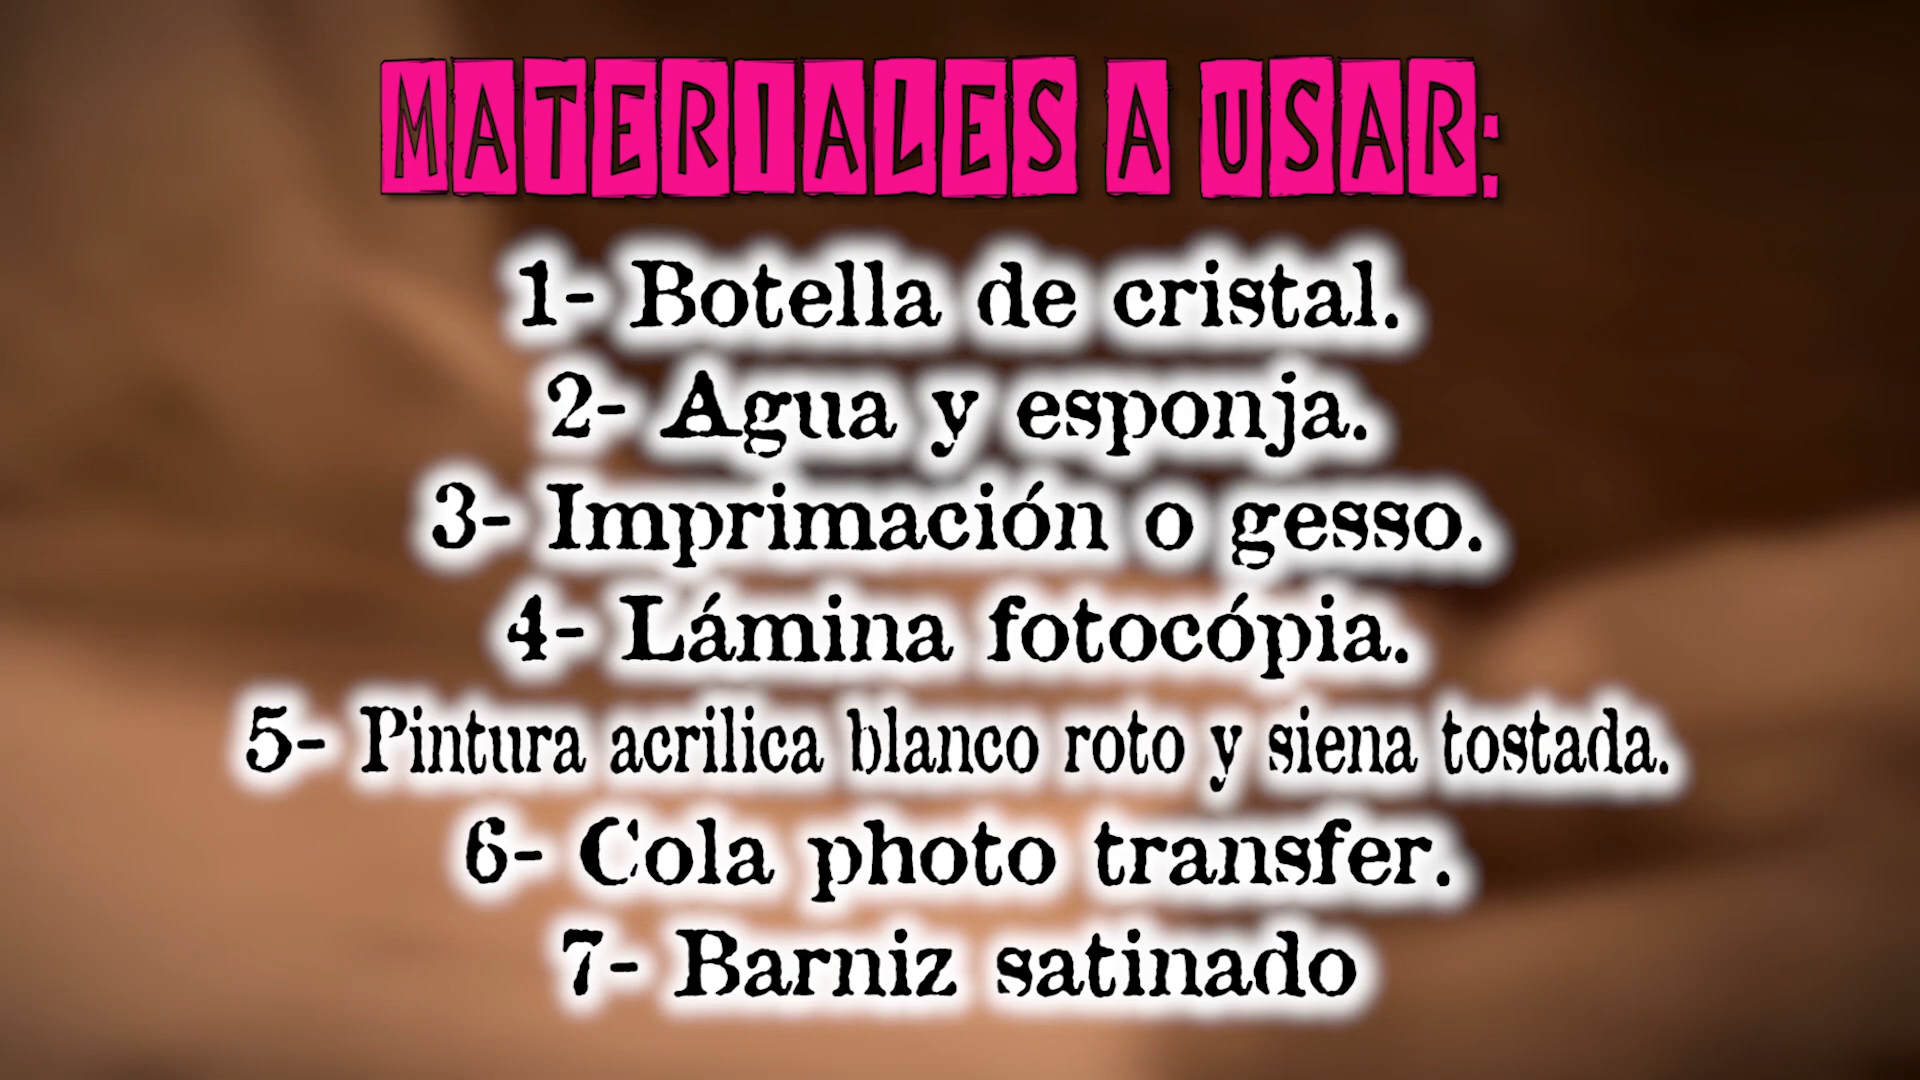 MATERIALES A USAR:
1- Botella de cristal.
2- Agua y esponja.
3- Imprimación o gesso.
4- Lámina fotocópia.
5- Pintura acrilica blanco roto y siena tostada.
6- Cola photo transfer.
7- Barniz satinado